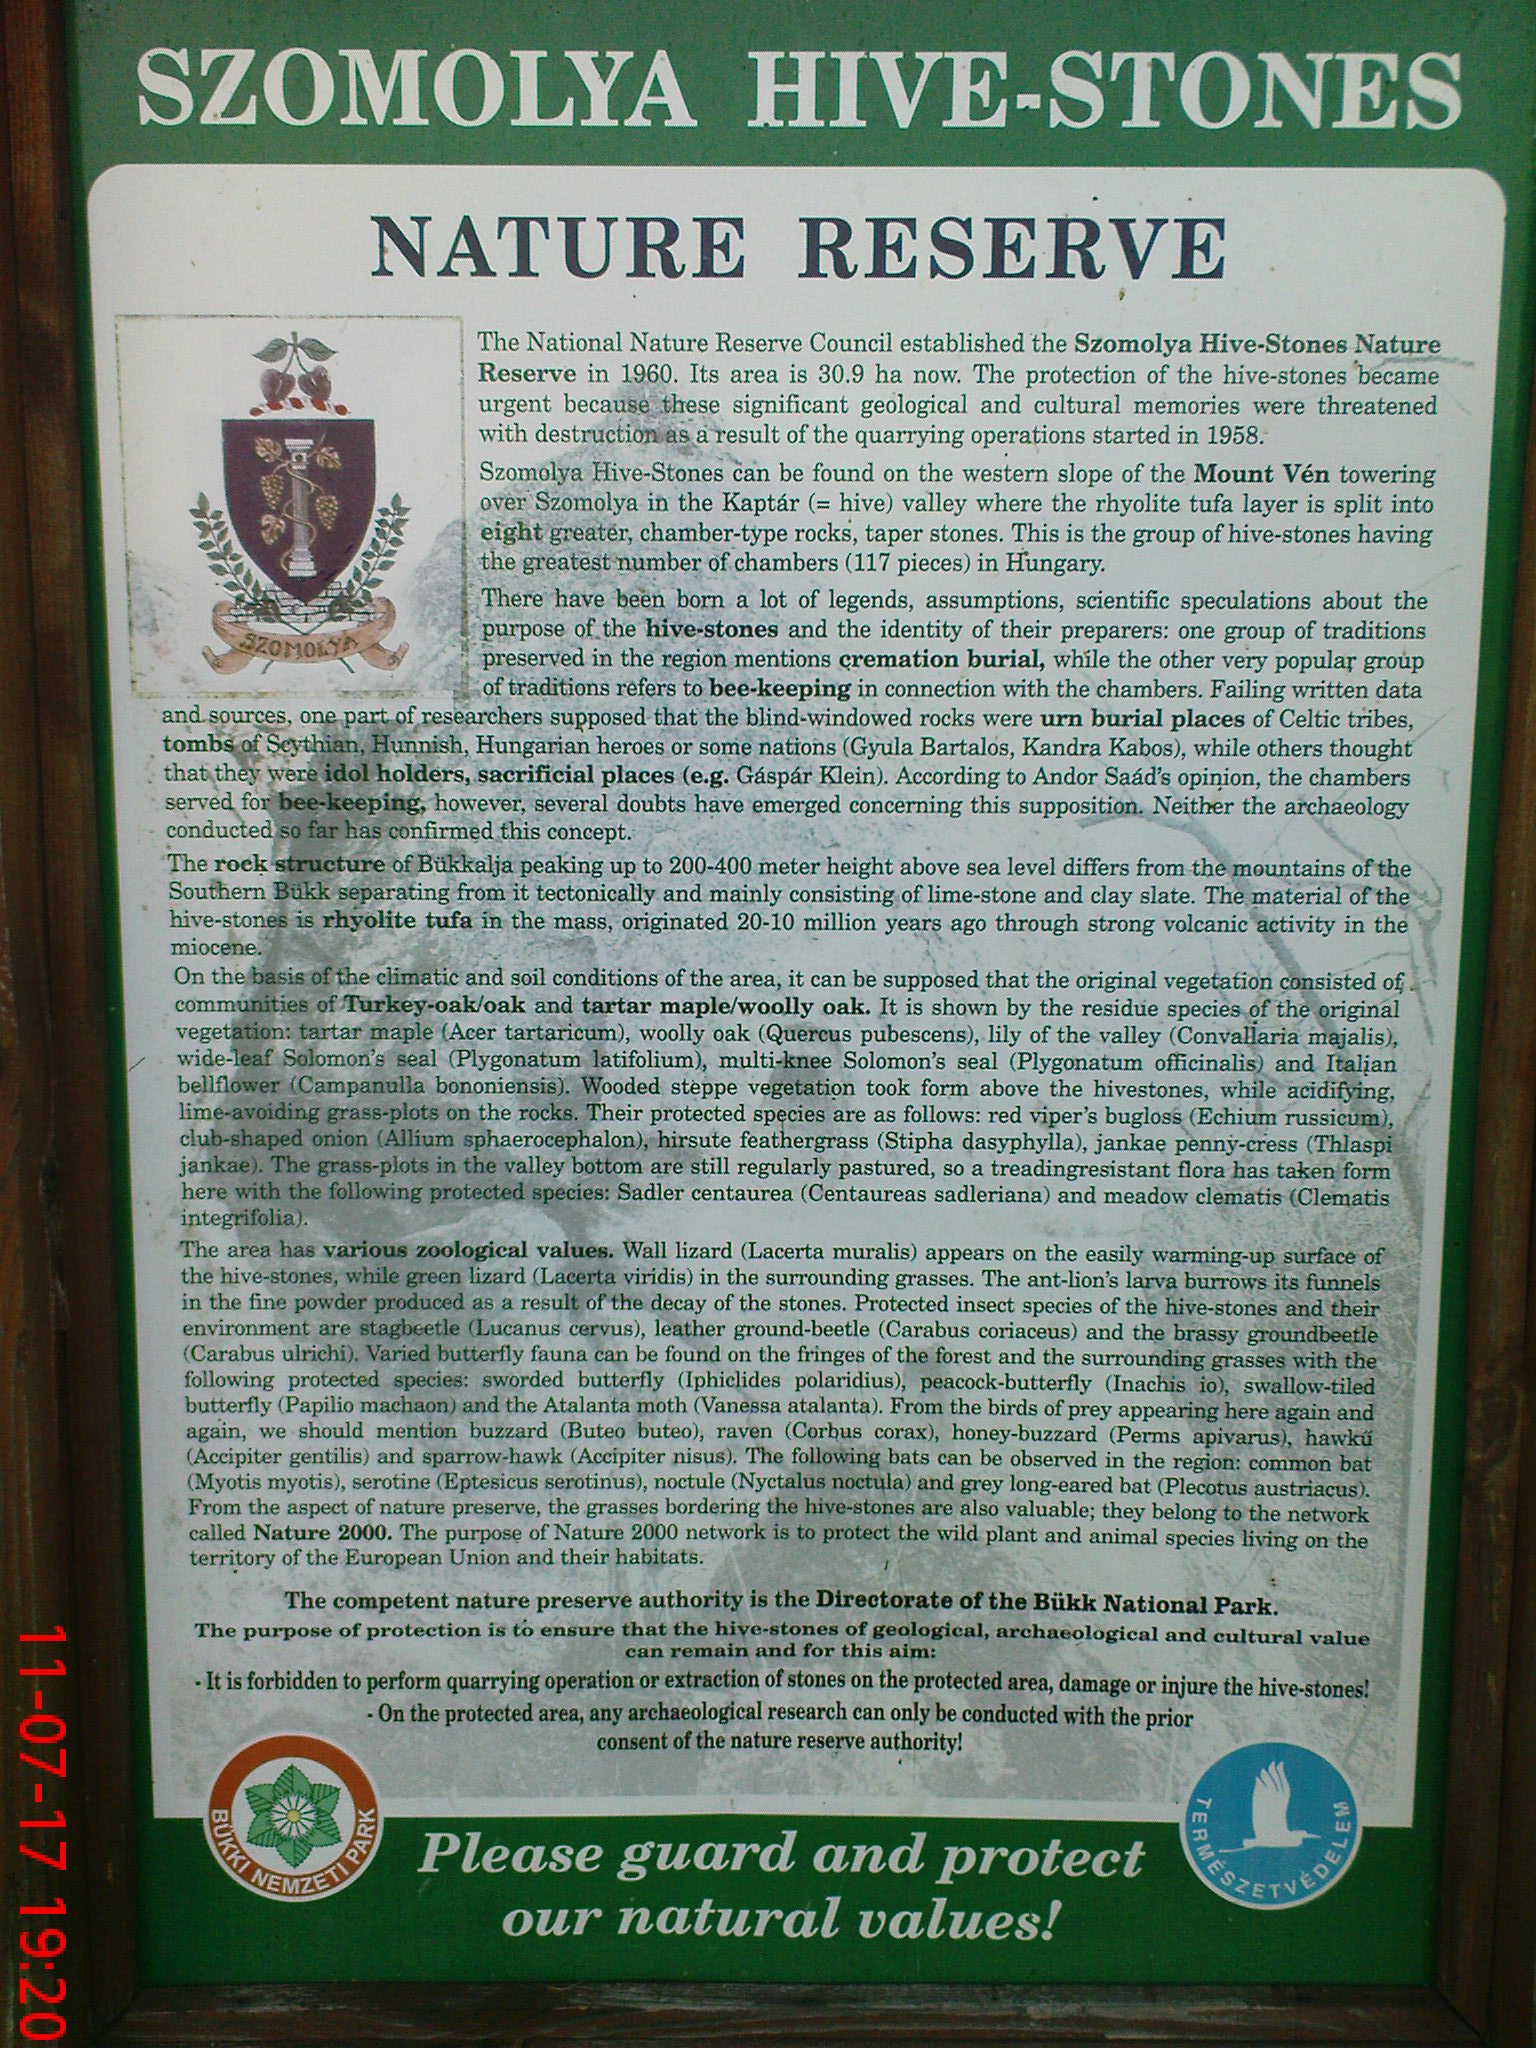 SZOMOLYA HIVE-STONES
NATURE RESERVE
The National Nature Reserve Council established the Szomolya Hive-Stones Nature
Reserve in 1960. Its area is 30.9 ha now. The protection of the hive-stones became
urgent because these significant geological and cultural memories were threatened
with destruction as a result of the quarrying operations started in 1958.
Szomolya Hive-Stones can be found on the western slope of the Mount Vén towering
over Szomolya in the Kaptár (= hive) valley where the rhyolite tufa layer is split into
eight greater, chamber-type rocks, taper stones. This is the group of hive-stones having
the greatest number of chambers (117 pieces) in Hungary.
There have been born a lot of legends, assumptions, scientific speculations about the
purpose of the hive-stones and the identity of their preparers: one group of traditions
preserved in the region mentions cremation burial, while the other very popular group
of traditions refers to bee-keeping in connection with the chambers. Failing written data
and sources, one part of researchers supposed that the blind-windowed rocks were urn burial places of Celtic tribes,
tombs of Scythian, Hunnish, Hungarian heroes or some nations (Gyula Bartalos, Kandra Kabos), while others thought
that they were idol holders, sacrificial places (e.g. Gáspár Klein). According to Andor Saád's opinion, the chambers
served for bee-keeping, however, several doubts have emerged concerning this supposition. Neither the archaeology
conducted so far has confirmed this concept.
The rock structure of Bükkalja peaking up to 200-400 meter height above sea level differs from the mountains of the
Southern Bükk separating from it tectonically and mainly consisting of lime-stone and clay slate. The material of the
hive-stones is rhyolite tufa in the mass, originated 20-10 million years ago through strong volcanic activity in the
miocene.
On the basis of the climatic and soil conditions of the area, it can be supposed that the original vegetation consisted of
communities of Turkey-oak/oak and tartar maple/woolly oak. It is shown by the residue species of the original
vegetation: tartar maple (Acer tartaricum), woolly oak (Quercus pubescens), lily of the valley (Convallaria majalis),
wide-leaf Solomon's seal (Plygonatum latifolium), multi-knee Solomon's seal (Plygonatum officinalis) and Italian
bellflower (Campanulla bononiensis). Wooded steppe vegetation took form above the hivestones, while acidifying,
lime-avoiding grass-plots on the rocks. Their protected species are as follows: red viper's bugloss (Echium russicum),
club-shaped onion (Allium sphaerocephalon), hirsute feathergrass (Stipha dasyphylla), jankae penny-cress (Thlaspi
jankae). The grass-plots in the valley bottom are still regularly pastured, so a treadingresistant flora has taken form
here with the following protected species: Sadler centaurea (Centaureas sadleriana) and meadow clematis (Clematis
integrifolia).
The area has various zoological values. Wall lizard (Lacerta muralis) appears on the easily warming-up surface of
the hive-stones, while green lizard (Lacerta viridis) in the surrounding grasses. The ant-lion's larva burrows its funnels
in the fine powder produced as a result of the decay of the stones. Protected insect species of the hive-stones and their
environment are stagbeetle (Lucanus cervus), leather ground-beetle (Carabus coriaceus) and the brassy groundbeetle
(Carabus ulrichi). Varied butterfly fauna can be found on the fringes of the forest and the surrounding grasses with the
following protected species: sworded butterfly (Iphiclides polaridius), peacock-butterfly (Inachis io), swallow-tiled
butterfly (Papilio machaon) and the Atalanta moth (Vanessa atalanta). From the birds of prey appearing here again and
again, we should mention buzzard (Buteo buteo), raven (Corbus corax), honey-buzzard (Perms apivarus), hawkű
(Accipiter gentilis) and sparrow-hawk (Accipiter nisus). The following bats can be observed in the region: common bat
(Myotis myotis), serotine (Eptesicus serotinus), noctule (Nyctalus noctula) and grey long-eared bat (Plecotus austriacus).
From the aspect of nature preserve, the grasses bordering the hive-stones are also valuable; they belong to the network
called Nature 2000. The purpose of Nature 2000 network is to protect the wild plant and animal species living on the
territory of the European Union and their habitats.
The competent nature preserve authority is the Directorate of the Bükk National Park.
The purpose of protection is to ensure that the hive-stones of geological, archaeological and cultural value
can remain and for this aim:
- It is forbidden to perform quarrying operation or extraction of stones on the protected area, damage or injure the hive-stones!
- On the protected area, any archaeological research can only be conducted with the prior
consent of the nature reserve authority!
Please guard and protect
our natural values!
SZOMOLYA
BÜKKI NEMZETI PARK
TERMÉSZETVÉDELEM
11-07-17 19:20